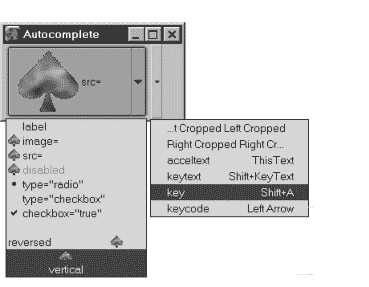 Autocomplete
src=
label
image=
src=
disabled
type="radio"
type="checkbox"
checkbox="true"
reversed
vertical
...t Cropped Left Cropped
Right Cropped Right Cr...
acceltext ThisText
keytext Shift+KeyText
key Shift+A
keycode Left Arrow